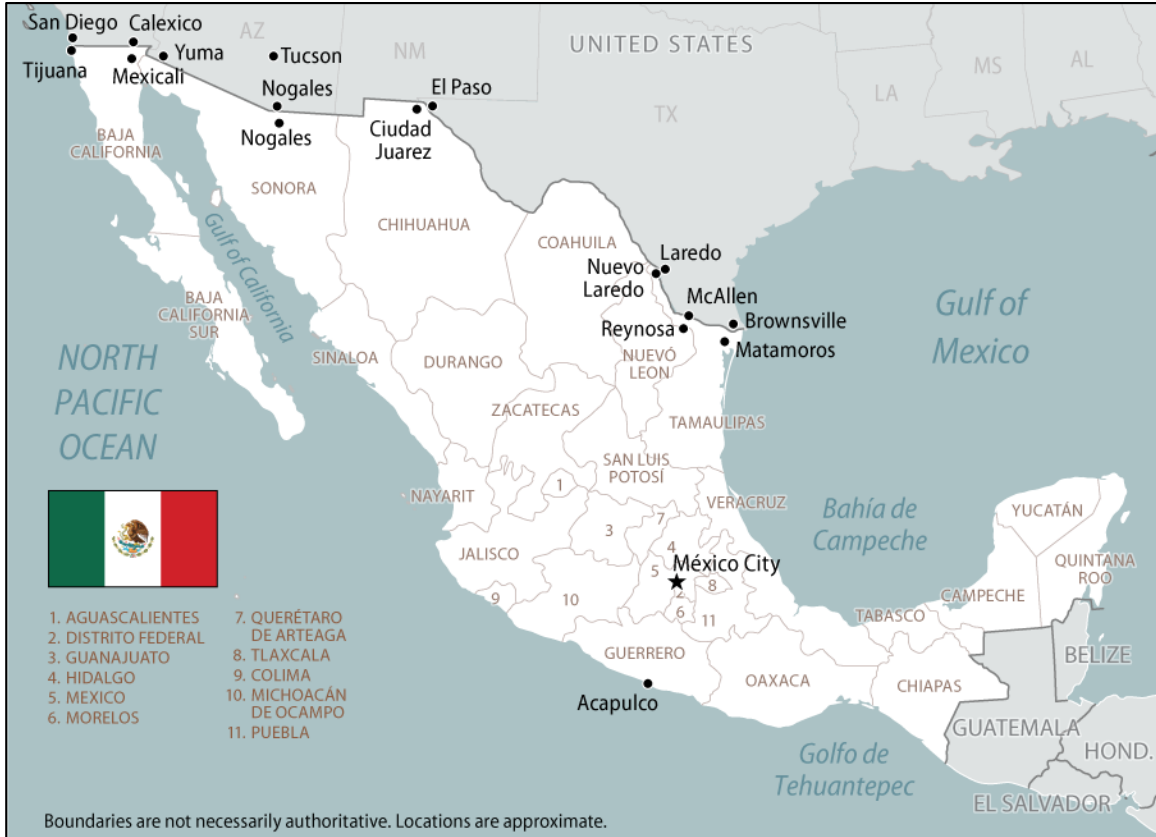 San Diego
Calexico
AZ
NM
UNITED STATES
MS
AL
Tijuana
Mexicali
Yuma
Tucson
LA
Nogales
El Paso
TX
Nogales
Ciudad
Juarez
BAJA
CALIFORNIA
SONORA
CHIHUAHUA
COAHUILA
Gulf of California
Laredo
Nuevo
Laredo
McAllen
Brownsville
Reynosa
Matamoros
Gulf of
Mexico
BAJA
CALIFORNIA
SUR
SINALOA
DURANGO
NUEVÓ
LEON
NORTH
PACIFIC
OCEAN
ZACATECAS
TAMAULIPAS
SAN LUIS
POTOSÍ
NAYARIT
1
VERACRUZ
Bahía de
Campeche
YUCATÁN
3
7
4
JALISCO
México City
5
8
2
6
9
10
11
QUINTANA
ROO
CAMPECHE
TABASCO
BELIZE
GUERRERO
OAXACA
CHIAPAS
Acapulco
GUATEMALA
HOND.
Golfo de
Tehuantepec
EL SALVADOR
1. AGUASCALIENTES
2. DISTRITO FEDERAL
3. GUANAJUATO
4. HIDALGO
5. MEXICO
6. MORELOS
7. QUERÉTARO
DE ARTEAGA
8. TLAXCALA
9. COLIMA
10. MICHOACÁN
DE OCAMPO
11. PUEBLA
Boundaries are not necessarily authoritative. Locations are approximate.